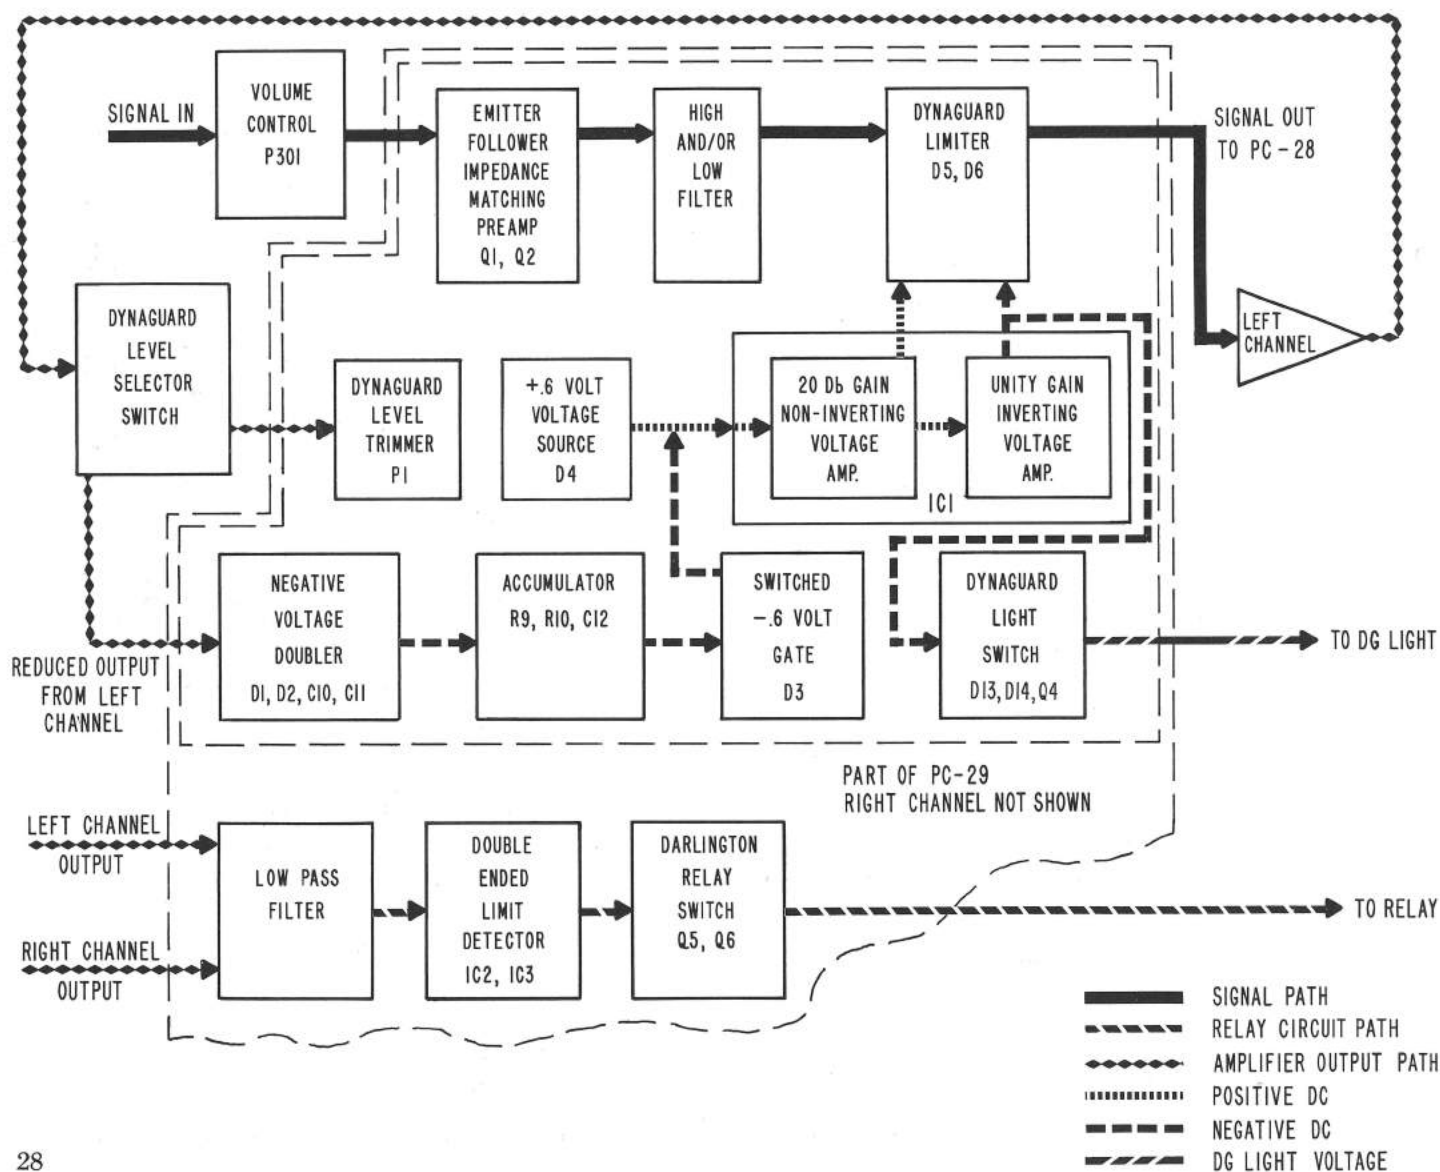 SIGNAL IN
VOLUME
CONTROL
P301
EMITTER
FOLLOWER
IMPEDANCE
MATCHING
PREAMP
Q1, Q2
HIGH
AND/OR
LOW
FILTER
DYNAGUARD
LIMITER
D5, D6
SIGNAL OUT
TO PC-28
LEFT
CHANNEL
DYNAGUARD
LEVEL
SELECTOR
SWITCH
DYNAGUARD
LEVEL
TRIMMER
P1
+.6 VOLT
VOLTAGE
SOURCE
D4
20 Db GAIN
NON-INVERTING
VOLTAGE
AMP.
UNITY GAIN
INVERTING
VOLTAGE
AMP.
IC1
REDUCED OUTPUT
FROM LEFT
CHANNEL
NEGATIVE
VOLTAGE
DOUBLER
D1, D2, C10, C11
ACCUMULATOR
R9, R10, C12
SWITCHED
-.6 VOLT
GATE
D3
DYNAGUARD
LIGHT
SWITCH
D13, D14, Q4
TO DG LIGHT
PART OF PC-29
RIGHT CHANNEL NOT SHOWN
LEFT CHANNEL
OUTPUT
RIGHT CHANNEL
OUTPUT
LOW PASS
FILTER
DOUBLE
ENDED
LIMIT
DETECTOR
IC2, IC3
DARLINGTON
RELAY
SWITCH
Q5, Q6
TO RELAY
SIGNAL PATH
RELAY CIRCUIT PATH
AMPLIFIER OUTPUT PATH
POSITIVE DC
NEGATIVE DC
DG LIGHT VOLTAGE
28